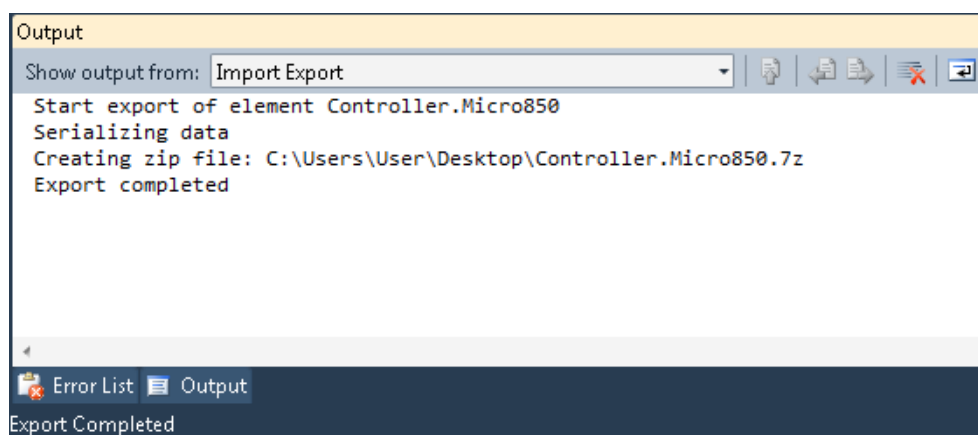 Output
Show output from: Import Export
Start export of element Controller.Micro850
Serializing data
Creating zip file: C:\Users\User\Desktop\Controller.Micro850.7z
Export completed
Error List Output
Export Completed